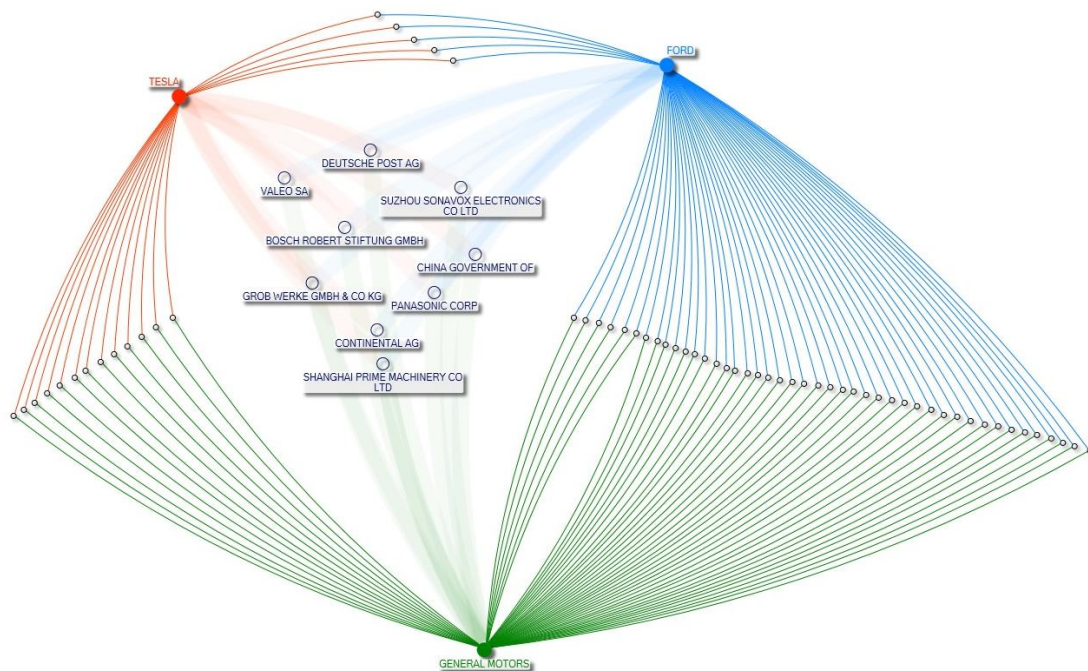 FORD
TESLA
DEUTSCHE POST AG
VALEO SA
SUZHOU SONAVOX ELECTRONICS
CO LTD
BOSCH ROBERT STIFTUNG GMBH
CHINA GOVERNMENT OF
GROB WERKE GMBH & CO KG
PANASONIC CORP
CONTINENTAL AG
SHANGHAI PRIME MACHINERY CO
LTD
GENERAL MOTORS